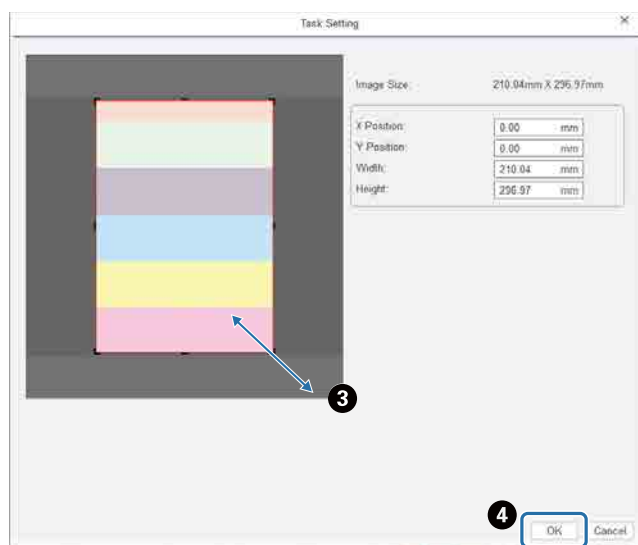 Task Setting
Image Size: 210.04mm X 296.97mm
X Position: 0.00 mm
Y Position: 0.00 mm
Width: 210.04 mm
Height: 296.97 mm
3
4
OK Cancel